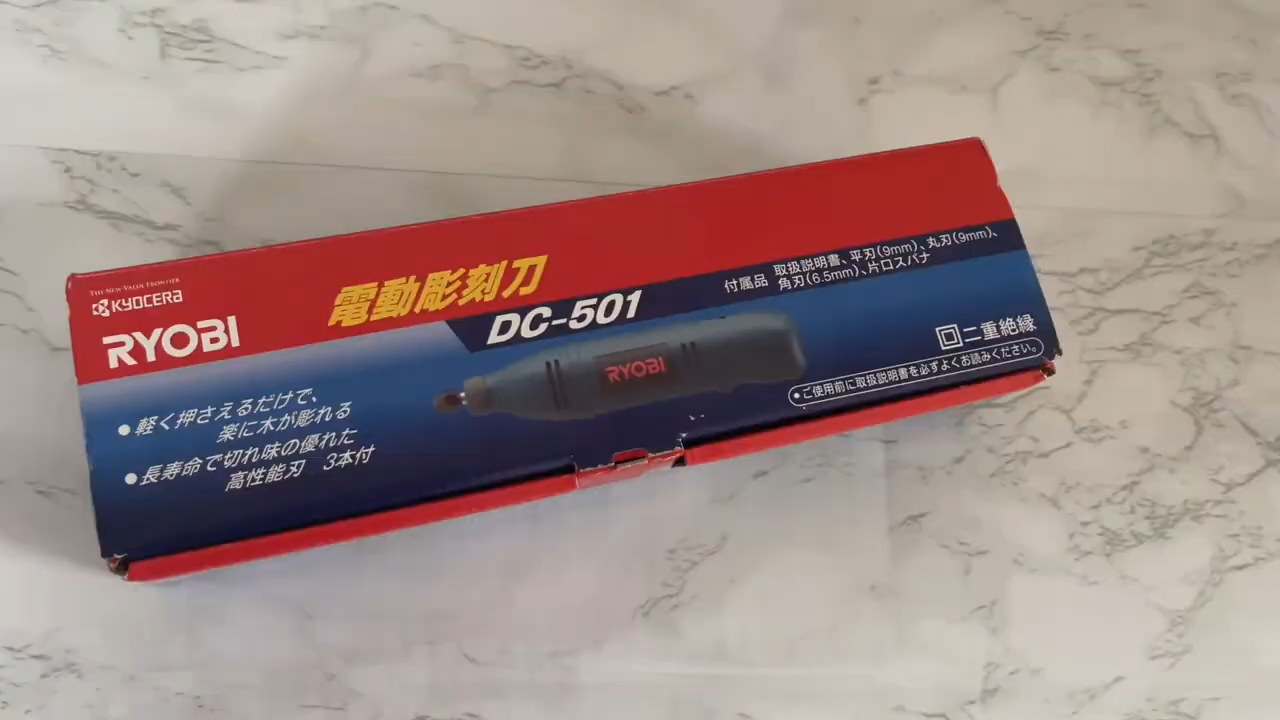 THE NEW VALUE FRONTIER
KYOCERA
RYOBI
電動彫刻刀
DC-501
付属品 取扱説明書、平刃(9mm)、丸刃(9mm)、
角刃(6.5mm)、片口スパナ
RYOBI
二重絶縁
●ご使用前に取扱説明書を必ずよくお読みください。
●軽く押さえるだけで、
楽に木が彫れる
●長寿命で切れ味の優れた
高性能刃 3本付